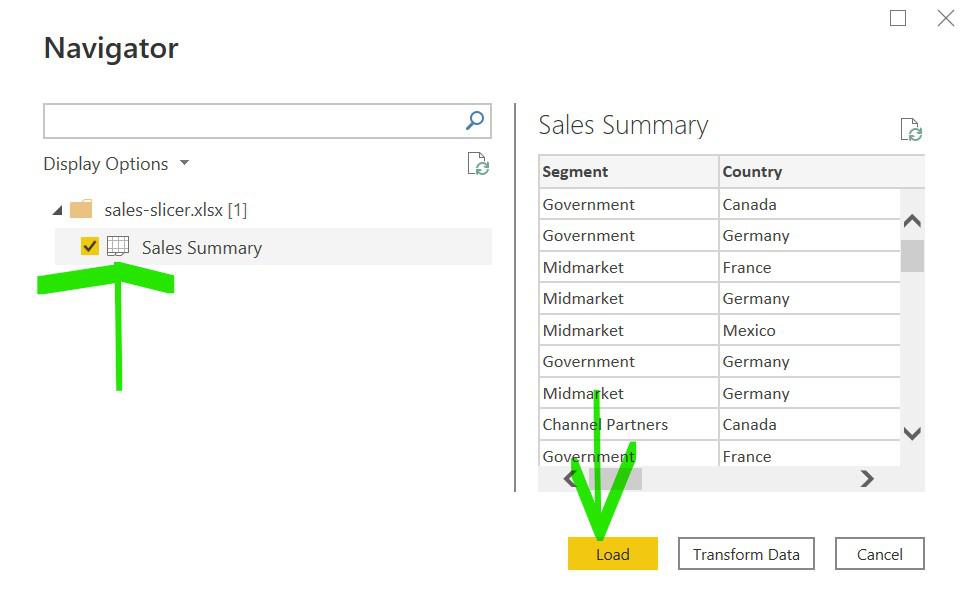 Navigator
Display Options
sales-slicer.xlsx [1]
Sales Summary
Sales Summary
Segment Country
Government Canada
Government Germany
Midmarket France
Midmarket Germany
Midmarket Mexico
Government Germany
Midmarket Germany
Channel Partners Canada
Government France
Load Transform Data Cancel